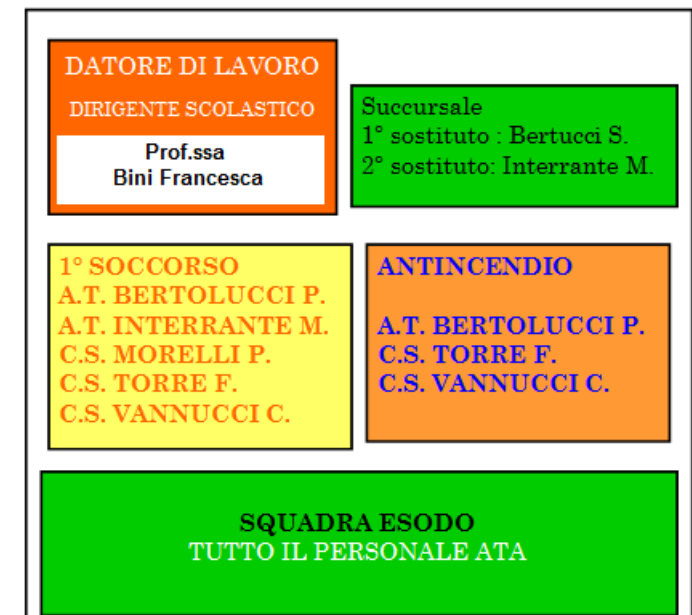 DATORE DI LAVORO
DIRIGENTE SCOLASTICO
Prof.ssa
Bini Francesca
Succursale
1° sostituto : Bertucci S.
2° sostituto: Interrante M.
1° SOCCORSO
A.T. BERTOLUCCI P.
A.T. INTERRANTE M.
C.S. MORELLI P.
C.S. TORRE F.
C.S. VANNUCCI C.
ANTINCENDIO
A.T. BERTOLUCCI P.
C.S. TORRE F.
C.S. VANNUCCI C.
SQUADRA ESODO
TUTTO IL PERSONALE ATA